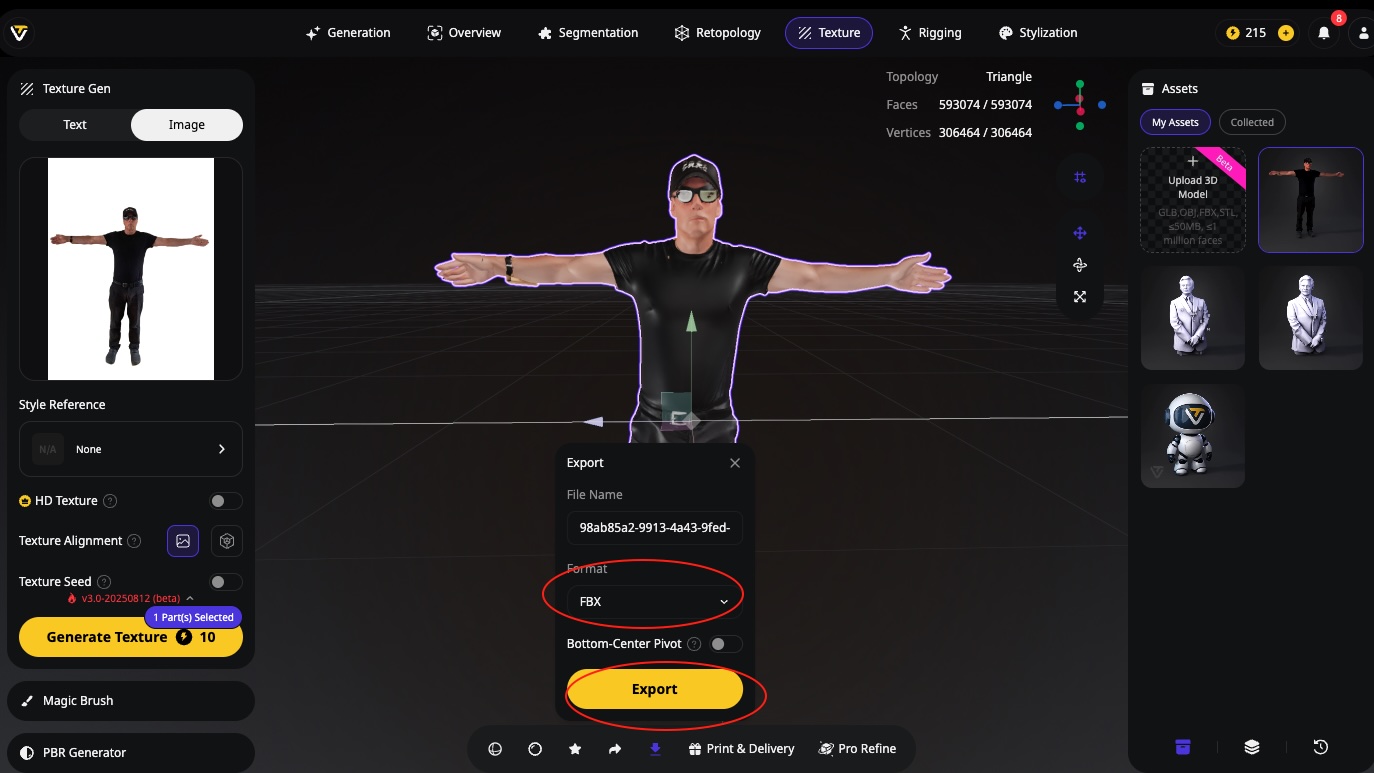 Generation
Overview
Segmentation
Retopology
Texture
Rigging
Stylization
215
8
Texture Gen
Text
Image
Style Reference
N/A
None
HD Texture
Texture Alignment
Texture Seed
v3.0-20250812 (beta)
1 Part(s) Selected
Generate Texture 10
Magic Brush
PBR Generator
Topology Triangle
Faces 593074 / 593074
Vertices 306464 / 306464
Export
File Name
98ab85a2-9913-4a43-9fed-
Format
FBX
Bottom-Center Pivot
Export
Print & Delivery
Pro Refine
Assets
My Assets
Collected
Beta
Upload 3D
Model
GLB,OBJ,FBX,STL,
≤50MB, ≤1
million faces